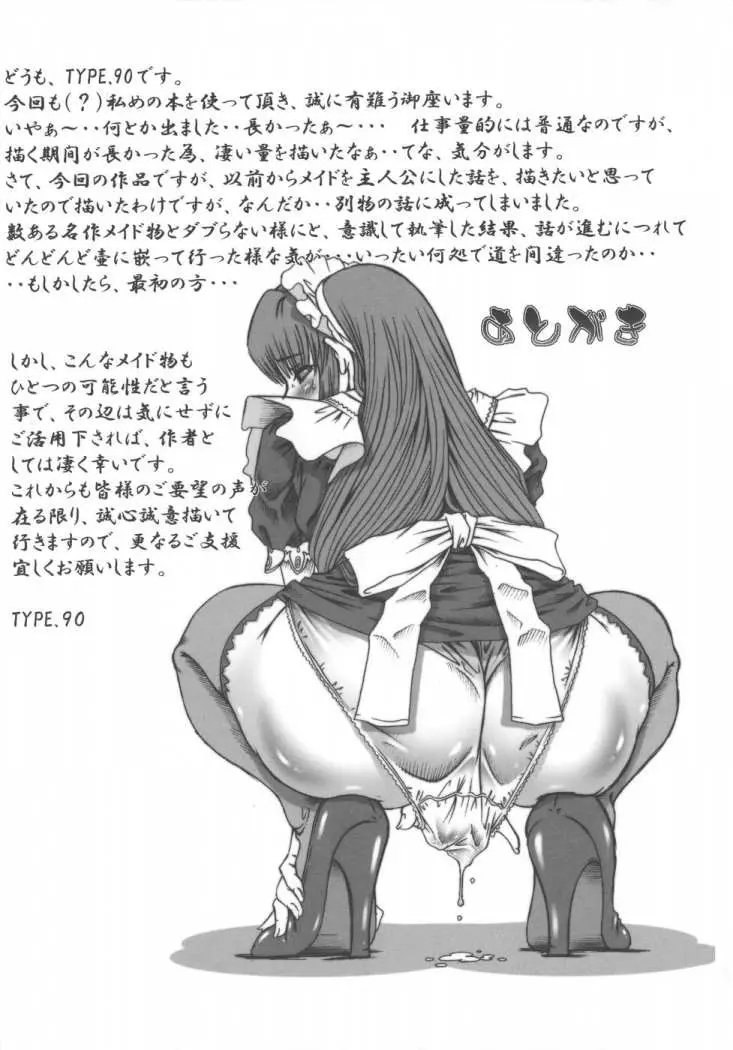 どうも、TYPE.90です。
今回も(?)私めの本を使って頂き、誠に有難う御座います。
いやぁ～・・何とか出ました・・長かったぁ～・・・　仕事量的には普通なのですが、
描く期間が長かった為、凄い量を描いたなぁ・・てな、気分がします。
さて、今回の作品ですが、以前からメイドを主人公にした話を、描きたいと思って
いたので描いたわけですが、なんだか・・別物の話に成ってしまいました。
数ある名作メイド物とダブらない様にと、意識して執筆した結果、話が進むにつれて
どんどんど壺に嵌って行った様な気が・・・いったい何処で道を間違ったのか・・
・・もしかしたら、最初の方・・・
あとがき
しかし、こんなメイド物も
ひとつの可能性だと言う
事で、その辺は気にせずに
ご活用下されば、作者と
しては凄く幸いです。
これからも皆様のご要望の声が
在る限り、誠心誠意描いて
行きますので、更なるご支援
宜しくお願いします。
TYPE.90